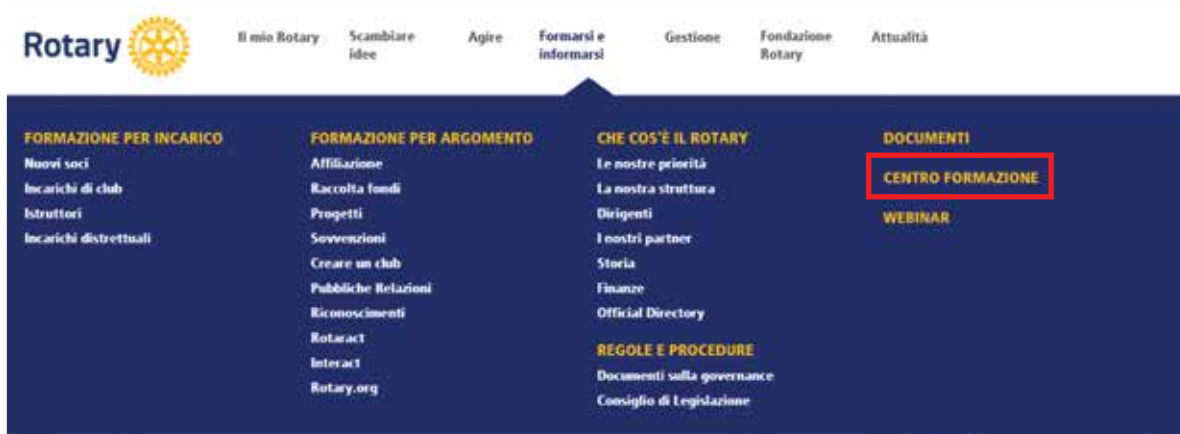 Rotary
Il mio Rotary
Scambiare
idee
Agire
Formarsi e
informarsi
Gestione
Fondazione
Rotary
Attualità
FORMAZIONE PER INCARICO
Nuovi soci
Incarichi di club
Istruttori
Incarichi distrettuali
FORMAZIONE PER ARGOMENTO
Affiliazione
Raccolta fondi
Progetti
Sovvenzioni
Creare un club
Pubbliche Relazioni
Riconoscimenti
Rotaract
Interact
Rotary.org
CHE COS'È IL ROTARY
Le nostre priorità
La nostra struttura
Dirigenti
I nostri partner
Storia
Finanze
Official Directory
REGOLE E PROCEDURE
Documenti sulla governance
Consiglio di Legislazione
DOCUMENTI
CENTRO FORMAZIONE
WEBINAR